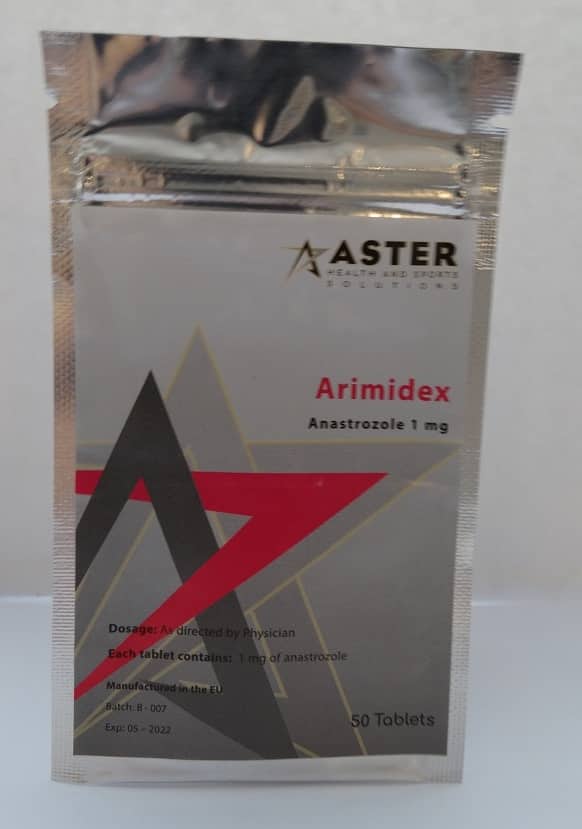 ASTER
HEALTH AND SPORTS
SOLUTIONS
Arimidex
Anastrozole 1 mg
Dosage: As directed by Physician
Each tablet contains: 1 mg of anastrozole
Manufactured in the EU
Batch: B - 007
Exp: 05 - 2022
50 Tablets